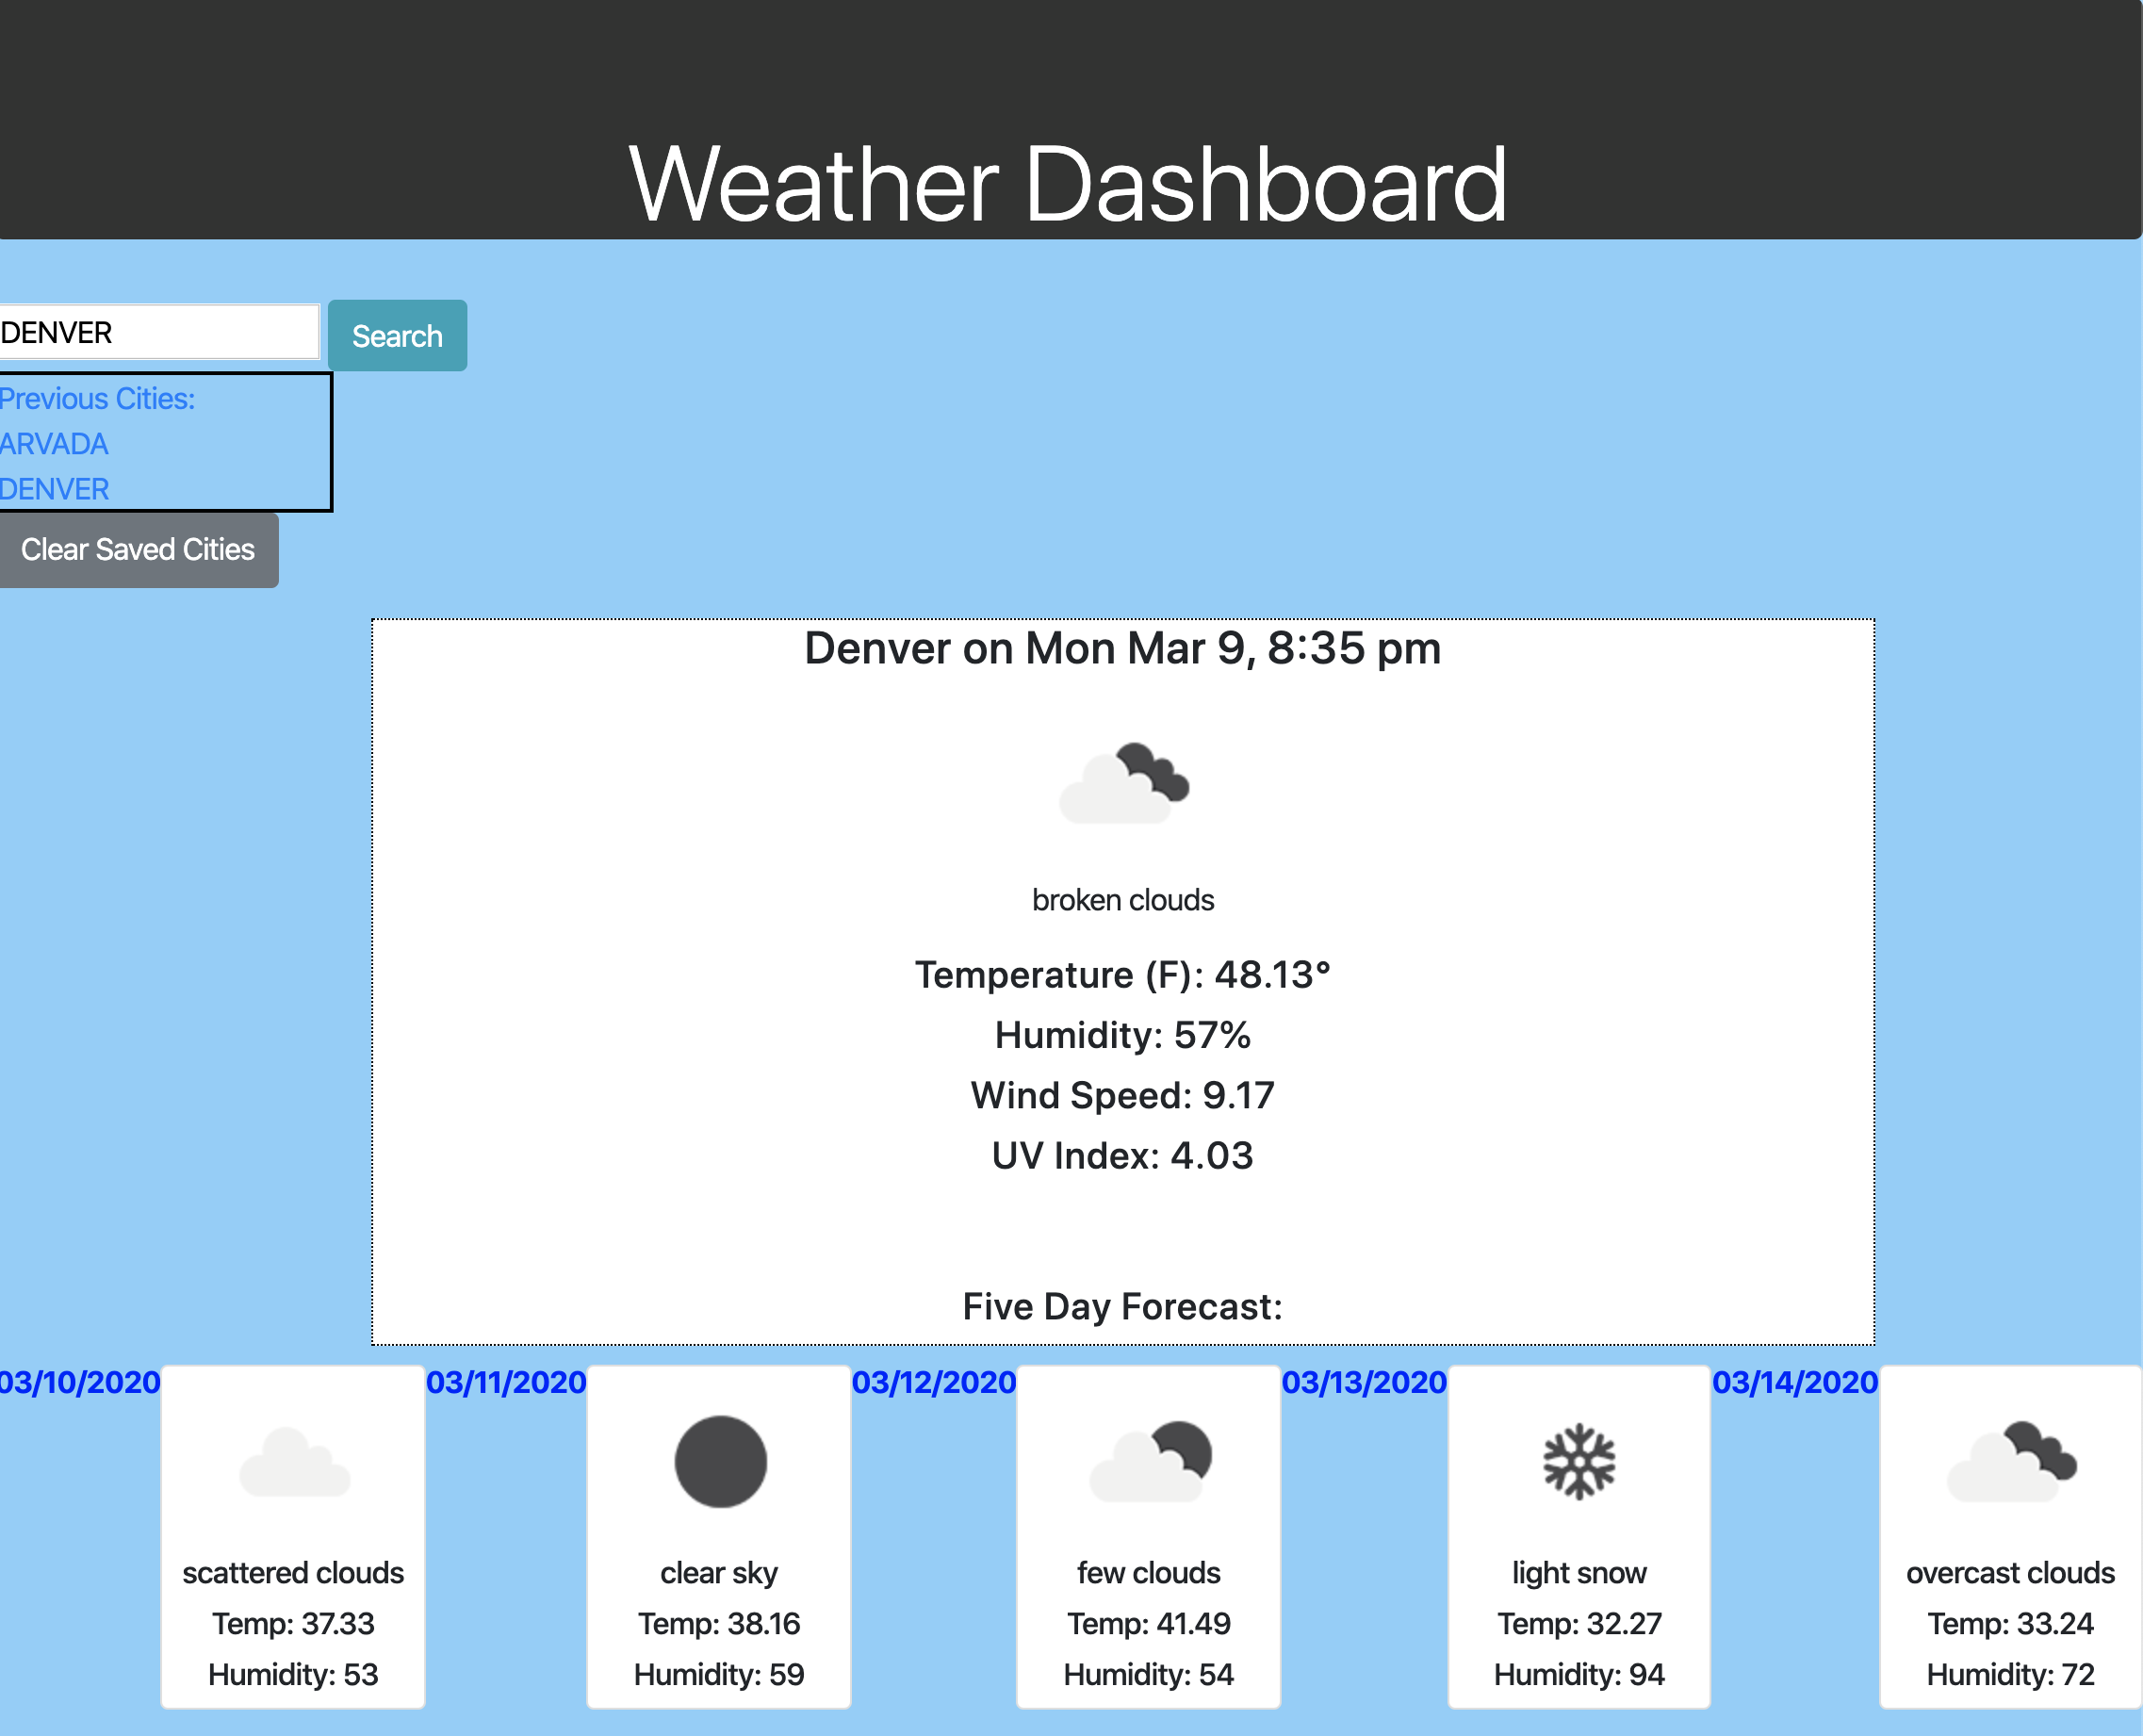 Weather Dashboard
DENVER
Search
Previous Cities:
ARVADA
DENVER
Clear Saved Cities
Denver on Mon Mar 9, 8:35 pm
broken clouds
Temperature (F): 48.13°
Humidity: 57%
Wind Speed: 9.17
UV Index: 4.03
Five Day Forecast:
03/10/2020
scattered clouds
Temp: 37.33
Humidity: 53
03/11/2020
clear sky
Temp: 38.16
Humidity: 59
03/12/2020
few clouds
Temp: 41.49
Humidity: 54
03/13/2020
light snow
Temp: 32.27
Humidity: 94
03/14/2020
overcast clouds
Temp: 33.24
Humidity: 72